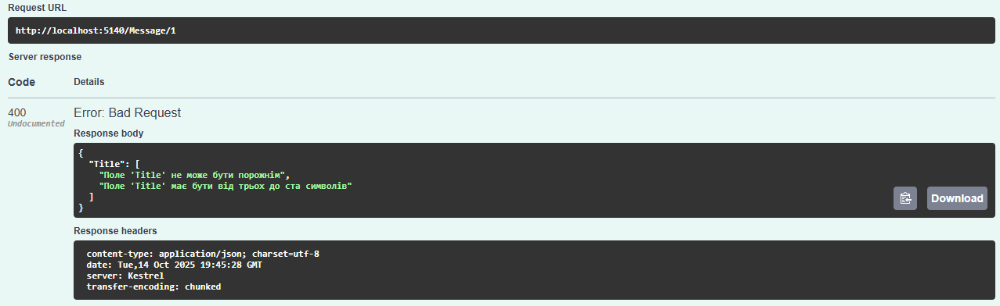 Request URL
http://localhost:5140/Message/1
Server response
Code Details
400 Error: Bad Request
Undocumented
Response body
{
"Title": [
"Поле 'Title' не може бути порожнім",
"Поле 'Title' має бути від трьох до ста символів"
]
}
Download
Response headers
content-type: application/json; charset=utf-8
date: Tue,14 Oct 2025 19:45:28 GMT
server: Kestrel
transfer-encoding: chunked